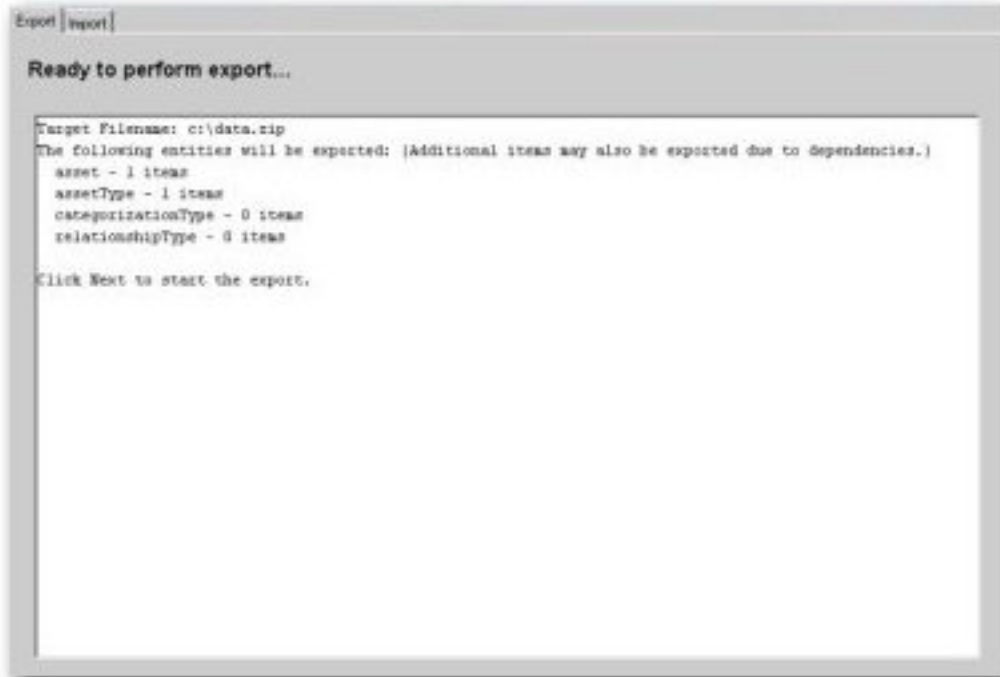 Export Import
Ready to perform export...
Target Filename: c:\data.zip
The following entities will be exported: (Additional items may also be exported due to dependencies.)
asset - 1 items
assetType - 1 items
categorizationType - 0 items
relationshipType - 0 items
Click Next to start the export.